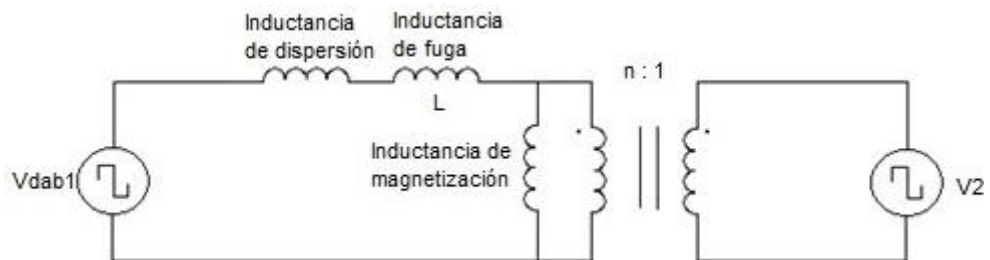 Inductancia
de dispersión
Inductancia
de fuga
L
n : 1
Inductancia de
magnetización
Vdab1
V2